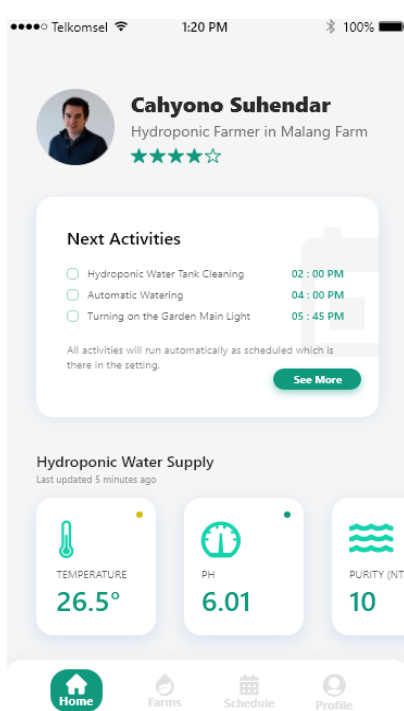 Telkomsel 1:20 PM 100%
Cahyono Suhendar
Hydroponic Farmer in Malang Farm
Next Activities
Hydroponic Water Tank Cleaning 02 : 00 PM
Automatic Watering 04 : 00 PM
Turning on the Garden Main Light 05 : 45 PM
All activities will run automatically as scheduled which is
there in the setting.
See More
Hydroponic Water Supply
Last updated 5 minutes ago
TEMPERATURE PH PURITY (NT
26.5° 6.01 10
Home Farms Schedule Profile